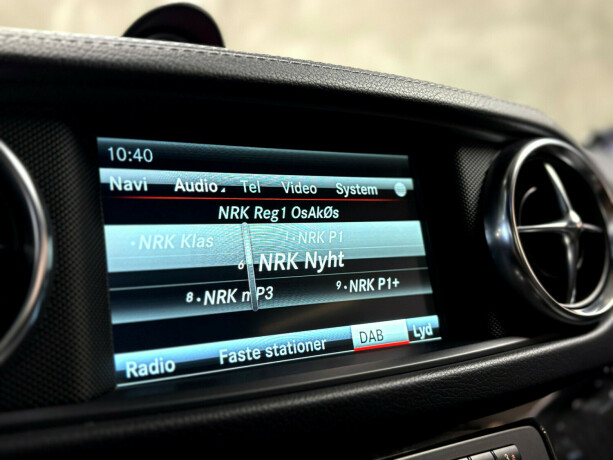 10:40
Navi Audio Tel Video System
NRK Reg1 OsAkØs
NRK Klas NRK P1
6 NRK Nyht
8 • NRK mP3 9 • NRK P1+
Radio Faste stationer DAB Lyd